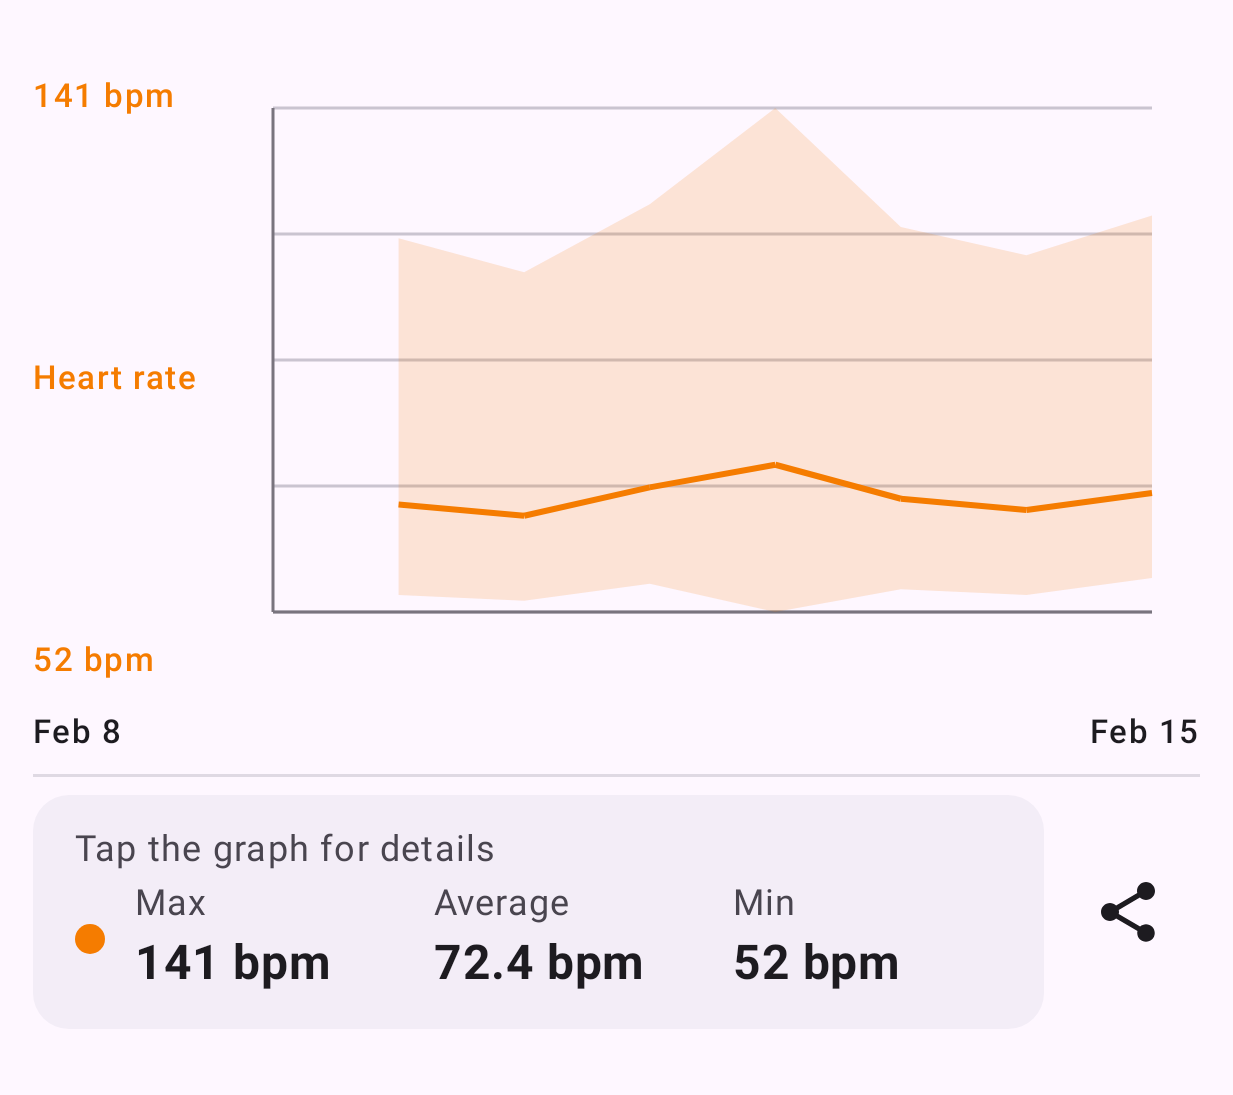 141 bpm
Heart rate
52 bpm
Feb 8 Feb 15
Tap the graph for details
Max Average Min
141 bpm 72.4 bpm 52 bpm